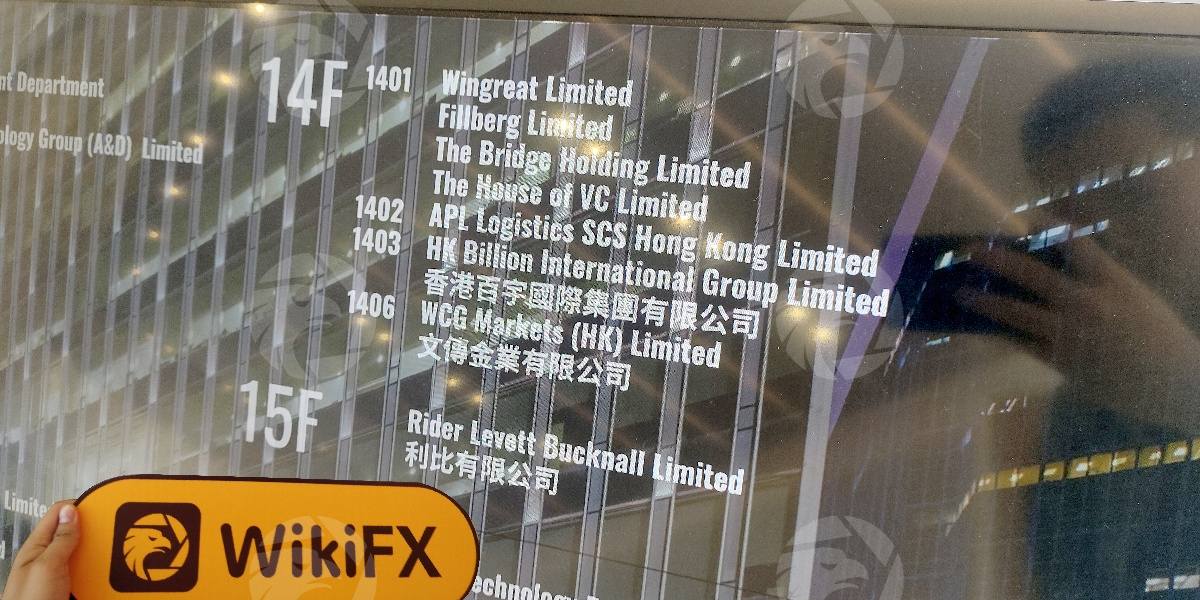 nt Department
ology Group (A&D) Limited
14F
1401
Wingreat Limited
Fillberg Limited
The Bridge Holding Limited
The House of VC Limited
1402
APL Logistics SCS Hong Kong Limited
1403
HK Billion International Group Limited
香港百宇國際集團有限公司
1406
WCG Markets (HK) Limited
文傳金業有限公司
15F
Rider Levett Bucknall Limited
利比有限公司
Limite
WikiFX
echnology